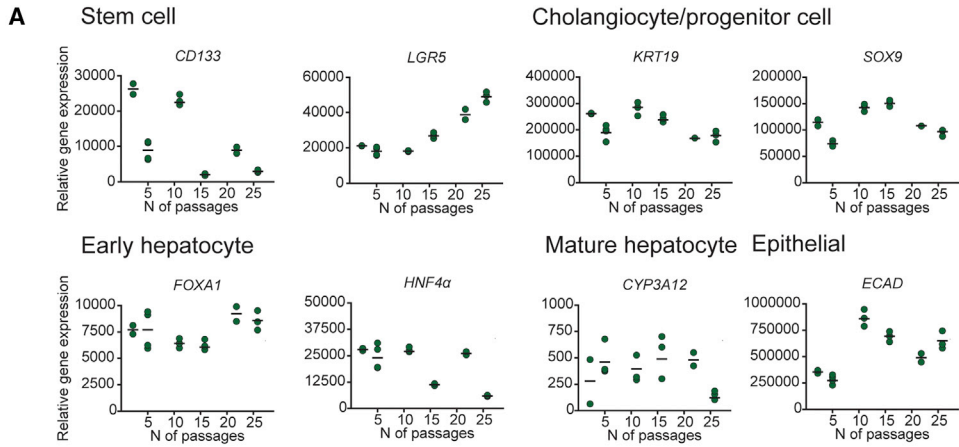 A
Stem cell
Cholangiocyte/progenitor cell
CD133
LGR5
KRT19
SOX9
Relative gene expression
30000
20000
10000
0
5 10 15 20 25
N of passages
60000
40000
20000
0
5 10 15 20 25
N of passages
400000
300000
200000
100000
0
5 10 15 20 25
N of passages
200000
150000
100000
50000
0
5 10 15 20 25
N of passages
Early hepatocyte
Mature hepatocyte
Epithelial
FOXA1
HNF4α
CYP3A12
ECAD
Relative gene expression
10000
7500
5000
2500
0
5 10 15 20 25
N of passages
50000
37500
25000
12500
0
5 10 15 20 25
N of passages
1000
750
500
250
0
5 10 15 20 25
N of passages
1000000
750000
500000
250000
0
5 10 15 20 25
N of passages